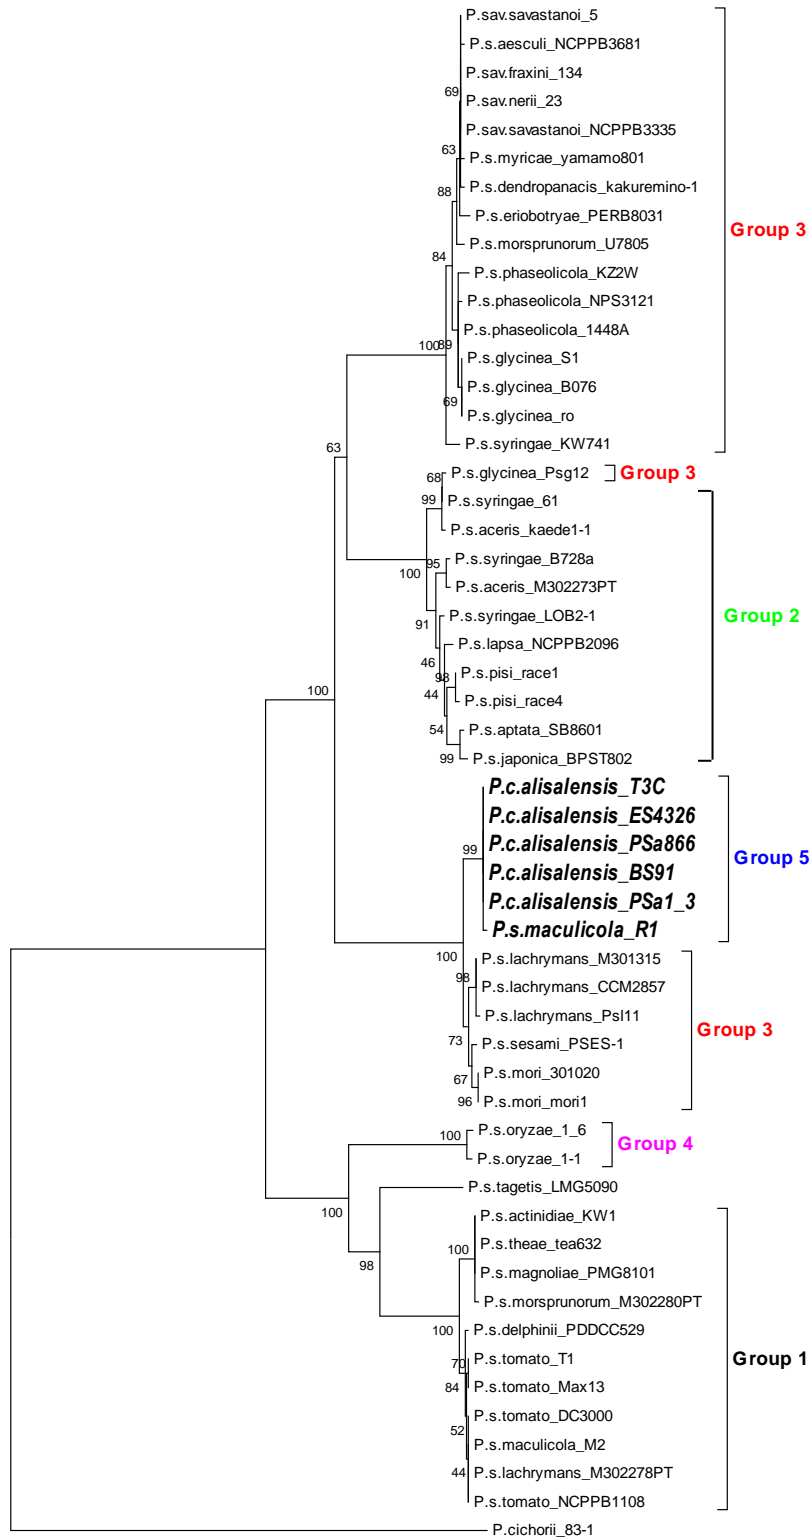 P.sav.savastanoi_5
P.s.aesculi_NCPPB3681
P.sav.fraxini_134
69
P.sav.nerii_23
P.sav.savastanoi_NCPPB3335
63
P.s.myricae_yamamo801
88
P.s.dendropanacis_kakuremino-1
P.s.eriobotryae_PERB8031
Group 3
P.s.morsprunorum_U7805
84
P.s.phaseolicola_KZ2W
P.s.phaseolicola_NPS3121
P.s.phaseolicola_1448A
100
89
P.s.glycinea_S1
P.s.glycinea_B076
69
P.s.glycinea_ro
P.s.syringae_KW741
63
68
P.s.glycinea_Psg12
Group 3
99
P.s.syringae_61
P.s.aceris_kaede1-1
95
P.s.syringae_B728a
100
P.s.aceris_M302273PT
P.s.syringae_LOB2-1
Group 2
91
P.s.lapsa_NCPPB2096
46
98
P.s.pisi_race1
44
P.s.pisi_race4
100
54
P.s.aptata_SB8601
99
P.s.japonica_BPST802
P.c.alisalensis_T3C
P.c.alisalensis_ES4326
P.c.alisalensis_PSa866
99
Group 5
P.c.alisalensis_BS91
P.c.alisalensis_PSa1_3
P.s.maculicola_R1
100
P.s.lachrymans_M301315
98
P.s.lachrymans_CCM2857
P.s.lachrymans_Psl11
Group 3
73
P.s.sesami_PSES-1
67
P.s.mori_301020
96
P.s.mori_mori1
100
P.s.oryzae_1_6
Group 4
P.s.oryzae_1-1
P.s.tagetis_LMG5090
100
P.s.actinidiae_KW1
100
P.s.theae_tea632
98
P.s.magnoliae_PMG8101
P.s.morsprunorum_M302280PT
100
P.s.delphinii_PDDCC529
Group 1
70
P.s.tomato_T1
84
P.s.tomato_Max13
P.s.tomato_DC3000
52
P.s.maculicola_M2
44
P.s.lachrymans_M302278PT
P.s.tomato_NCPPB1108
P.cichorii_83-1